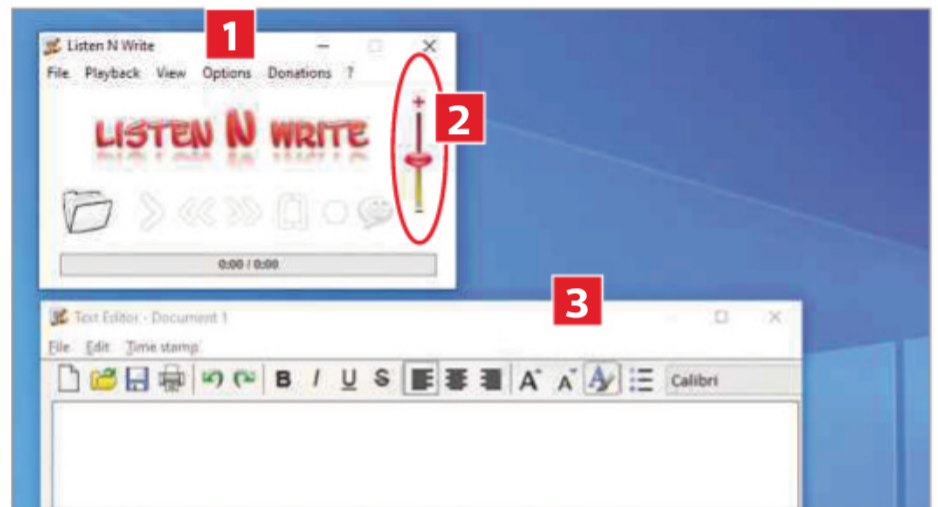 1
Listen N Write
File Playback View Options Donations ?
+
2
LISTEN N WRITE
-
0:00 / 0:00
3
Text Editor - Document 1
File Edit Time stamp
B I U S A A A Calibri